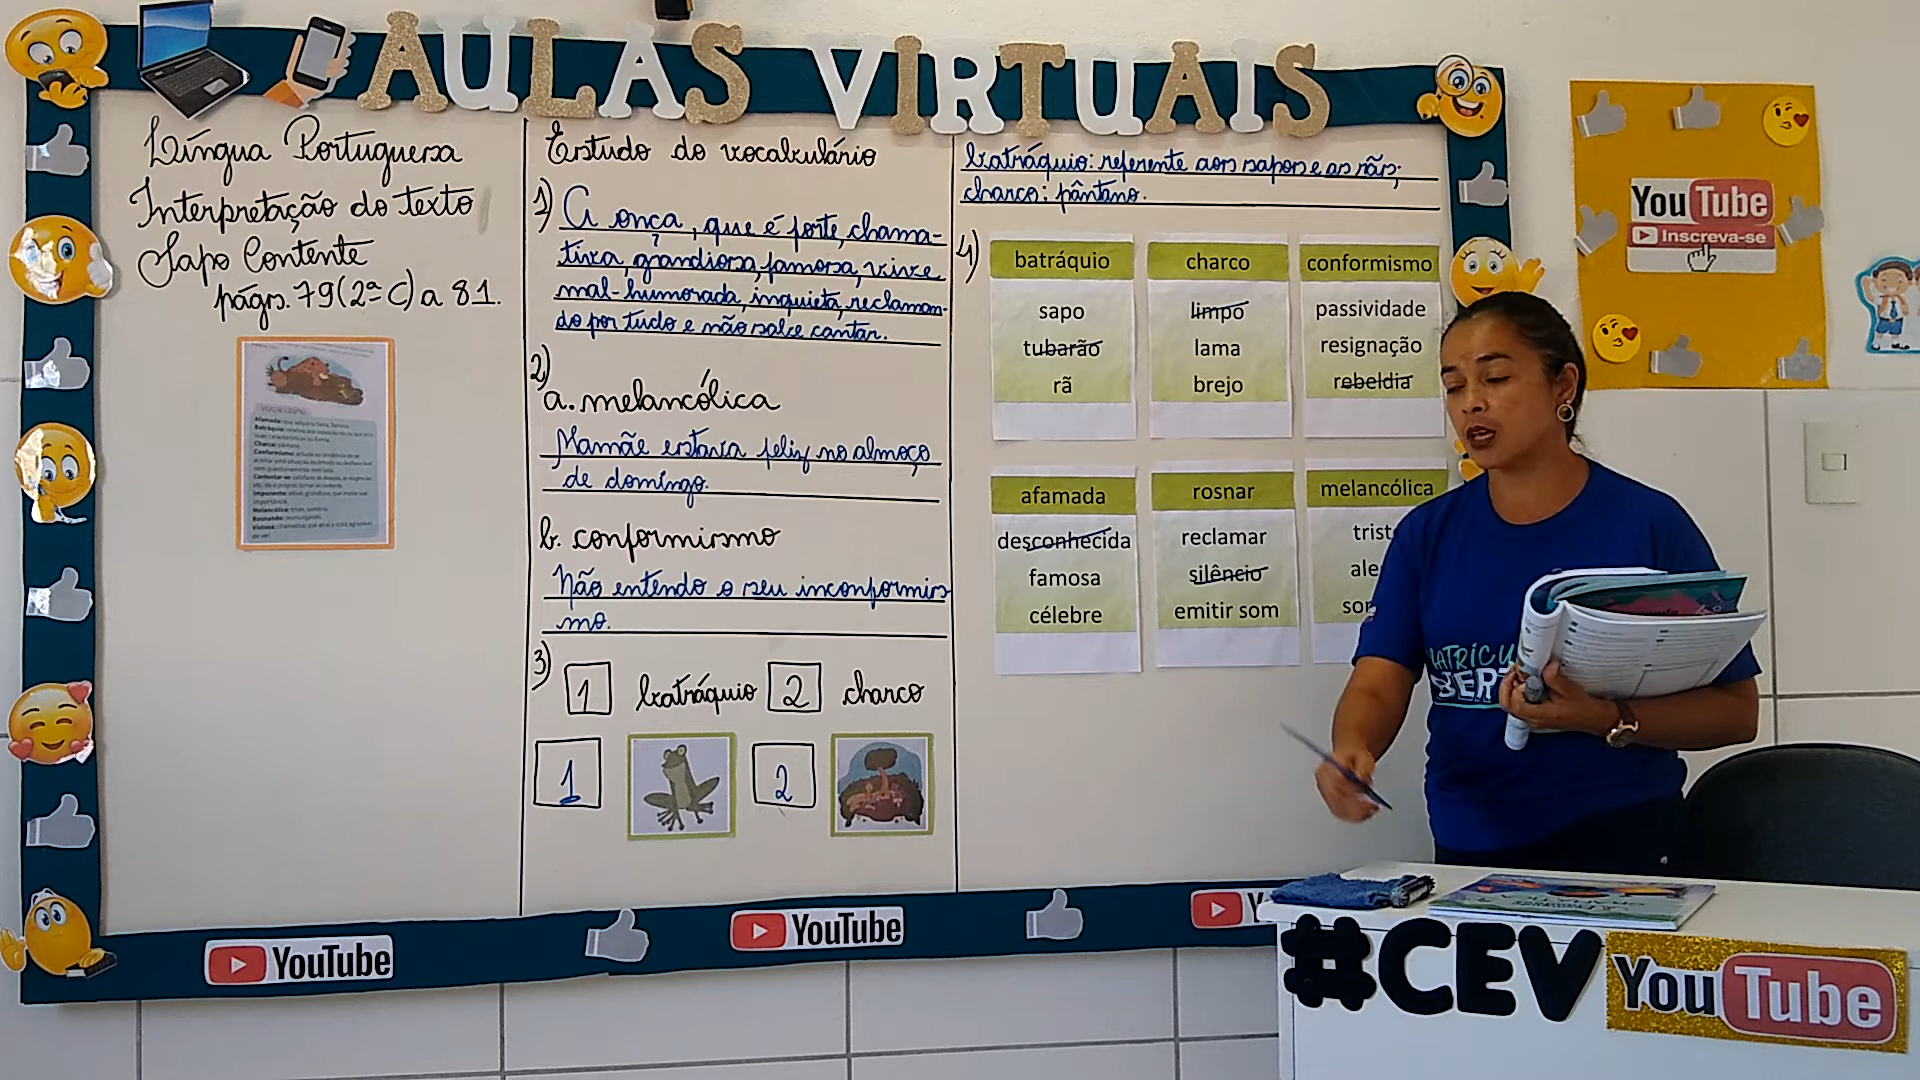 AULAS VIRTUAIS
Língua Portuguesa
Interpretação do texto
Sapo Contente
págs. 79 (2ª C) a 81.
VOCABULÁRIO
Estudo do vocabulário
1) A onça, que é forte, chama-
tiva, grandiosa, famosa, vive
mal-humorada, inquieta, reclaman-
do por tudo e não sabe cantar.
2)
a. melancólica
Mamãe estava feliz no almoço
de domingo.
b. conformismo
Não entendo o seu inconformis
mo.
3)
1 batráquio 2 charco
1 2
batráquio: referente aos sapos e as rãs;
charco: pântano.
4)
batráquio
sapo
tubarão
rã
charco
limpo
lama
brejo
conformismo
passividade
resignação
rebeldia
afamada
desconhecida
famosa
célebre
rosnar
reclamar
silêncio
emitir som
melancólica
YouTube
Inscreva-se
YouTube
YouTube
#CEV
YouTube